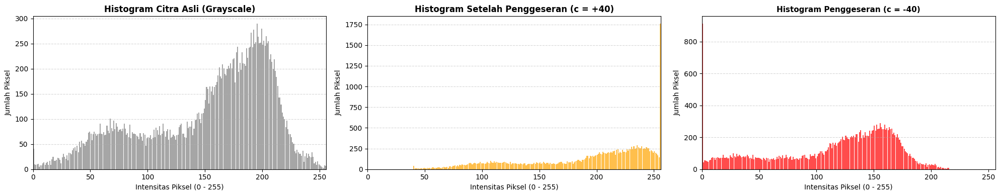 Histogram Citra Asli (Grayscale)
Jumlah Piksel
300
250
200
150
100
50
0
0 50 100 150 200 250
Intensitas Piksel (0 - 255)
Histogram Setelah Penggeseran (c = +40)
Jumlah Piksel
1750
1500
1250
1000
750
500
250
0
0 50 100 150 200 250
Intensitas Piksel (0 - 255)
Histogram Penggeseran (c = -40)
Jumlah Piksel
800
600
400
200
0
0 50 100 150 200 250
Intensitas Piksel (0 - 255)